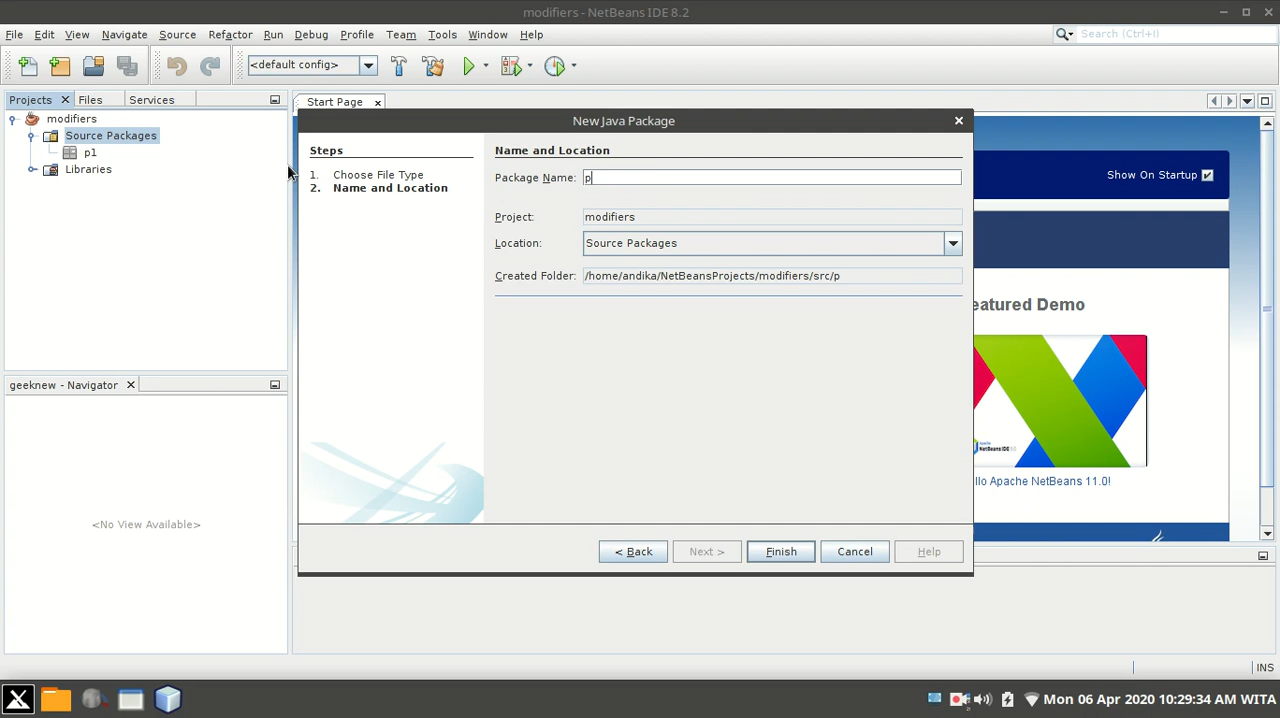 modifiers - NetBeans IDE 8.2
File Edit View Navigate Source Refactor Run Debug Profile Team Tools Window Help
Search (Ctrl+I)
<default config>
Projects Files Services
Start Page
modifiers
Source Packages
p1
Libraries
New Java Package
Steps
1. Choose File Type
2. Name and Location
Name and Location
Package Name: p
Project: modifiers
Location: Source Packages
Created Folder: /home/andika/NetBeansProjects/modifiers/src/p
Show On Startup
eatured Demo
NetBeans IDE
llo Apache NetBeans 11.0!
geeknew - Navigator
<No View Available>
< Back Next > Finish Cancel Help
INS
Mon 06 Apr 2020 10:29:34 AM WITA